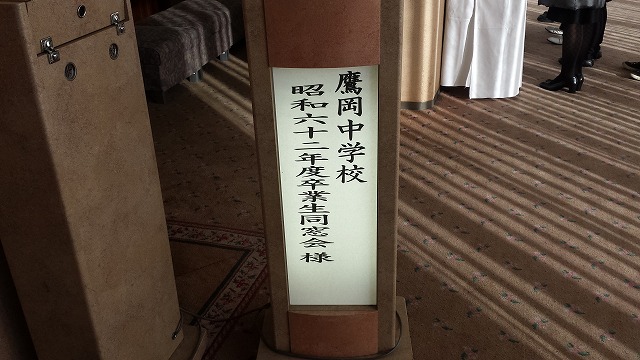 鷹岡中学校
昭和六十二年度卒業生同窓会 様